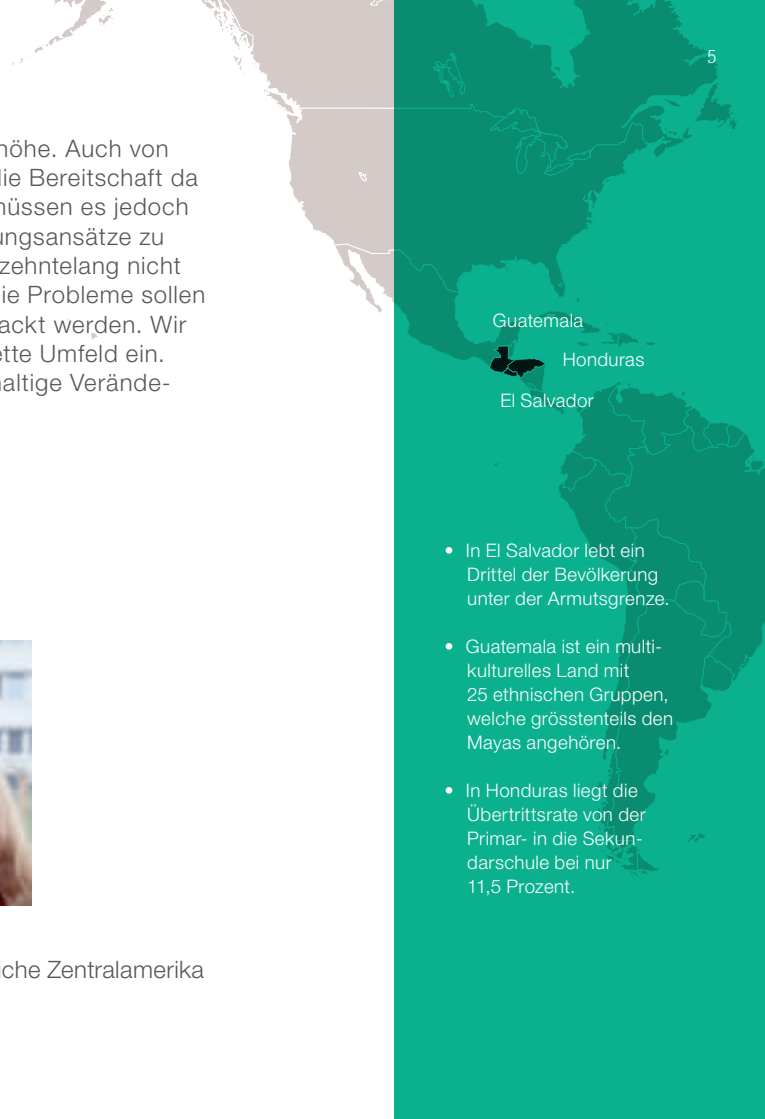 5
höhe. Auch von
die Bereitschaft da
müssen es jedoch
ungsansätze zu
zehntelang nicht
ie Probleme sollen
ackt werden. Wir
ette Umfeld ein.
altige Verände-
Guatemala
Honduras
El Salvador
• In El Salvador lebt ein
Drittel der Bevölkerung
unter der Armutsgrenze.
• Guatemala ist ein multi-
kulturelles Land mit
25 ethnischen Gruppen,
welche grösstenteils den
Mayas angehören.
• In Honduras liegt die
Übertrittsrate von der
Primar- in die Sekun-
darschule bei nur
11,5 Prozent.
iche Zentralamerika